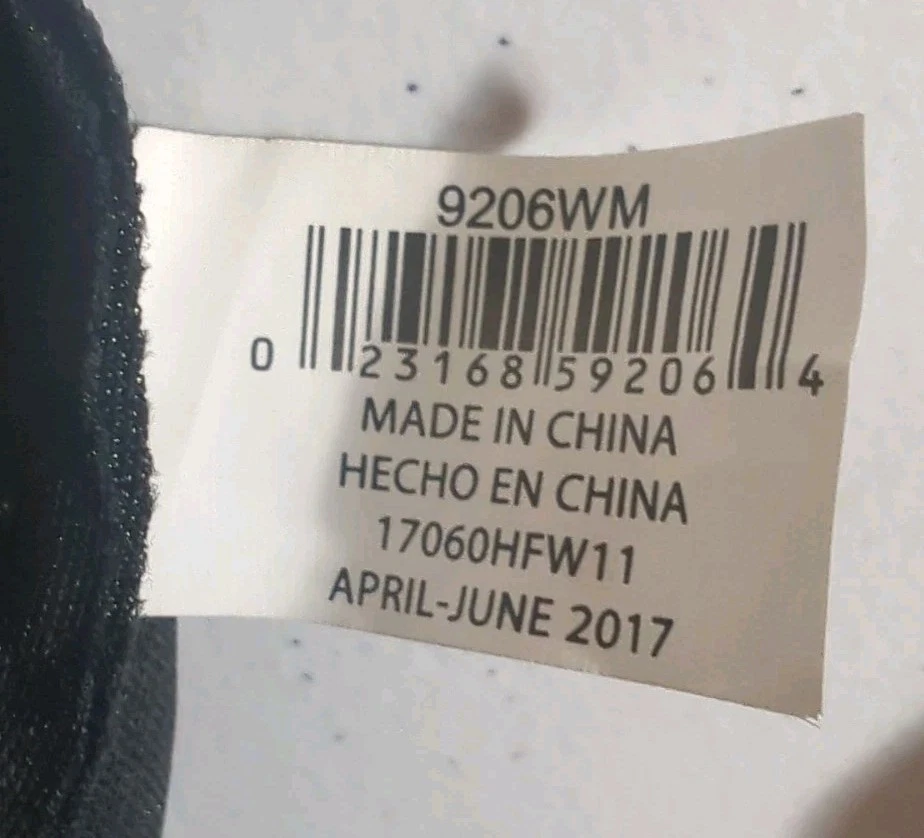 9206WM
0 23168 59206 4
MADE IN CHINA
HECHO EN CHINA
17060HFW11
APRIL-JUNE 2017